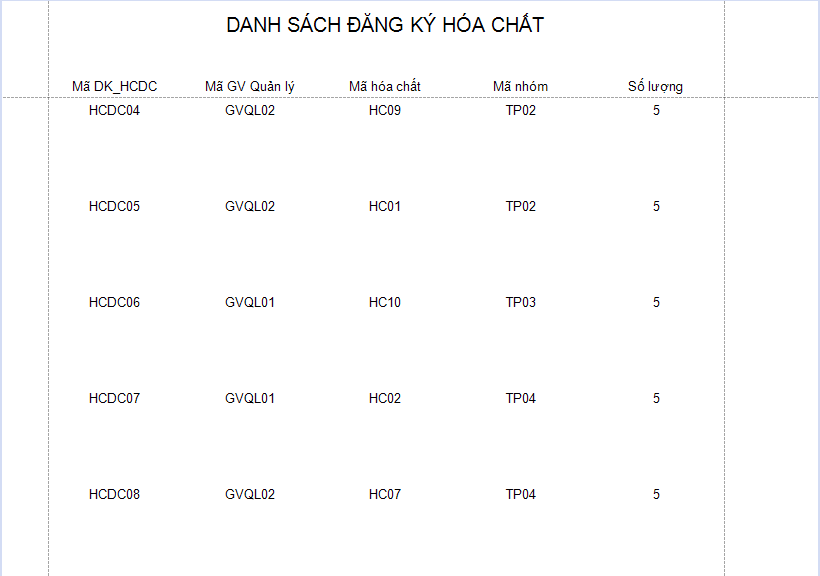 DANH SÁCH ĐĂNG KÝ HÓA CHẤT
Mã DK_HCDC Mã GV Quản lý Mã hóa chất Mã nhóm Số lượng
HCDC04 GVQL02 HC09 TP02 5
HCDC05 GVQL02 HC01 TP02 5
HCDC06 GVQL01 HC10 TP03 5
HCDC07 GVQL01 HC02 TP04 5
HCDC08 GVQL02 HC07 TP04 5